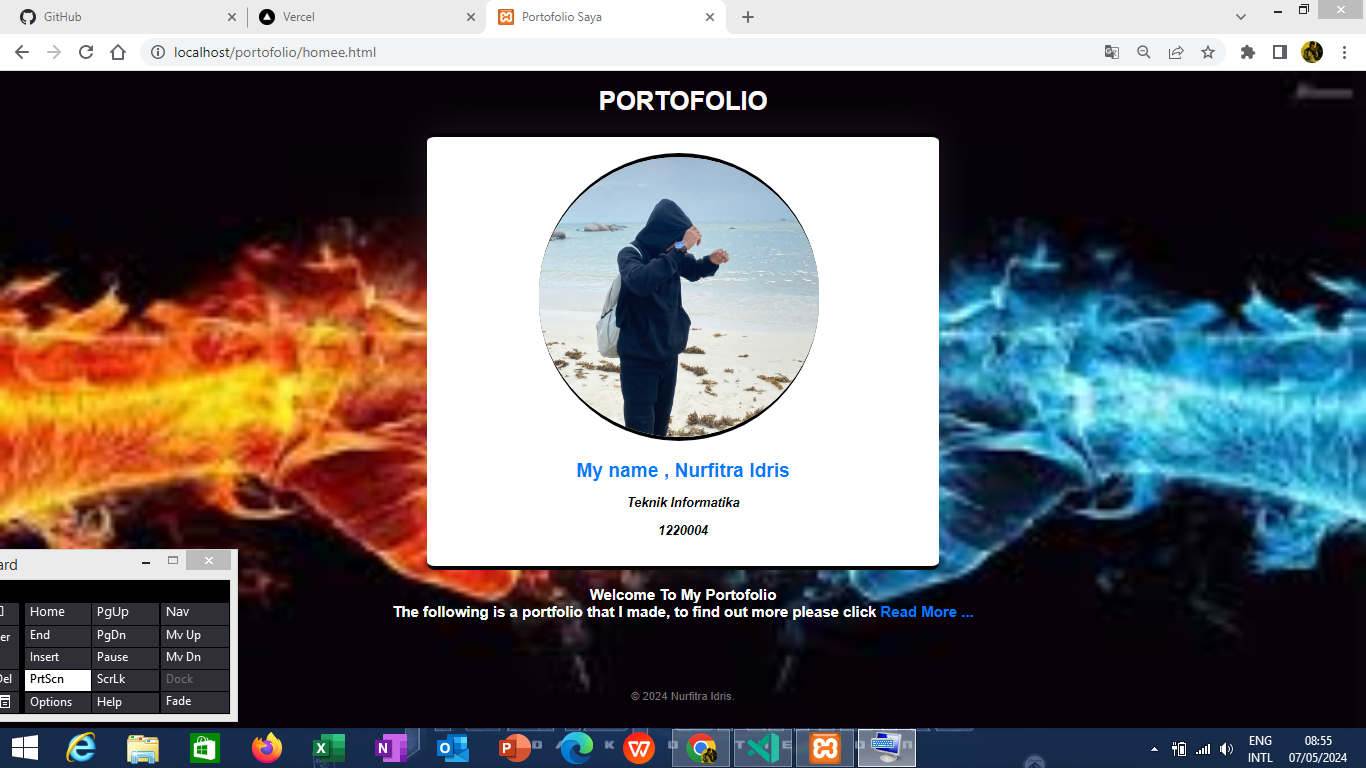 GitHub
Vercel
Portofolio Saya
localhost/portofolio/homee.html
PORTOFOLIO
My name , Nurfitra Idris
Teknik Informatika
1220004
Welcome To My Portofolio
The following is a portfolio that I made, to find out more please click Read More ...
© 2024 Nurfitra Idris.
ard
Home PgUp Nav
er End PgDn Mv Up
Insert Pause Mv Dn
Del PrtScn ScrLk Dock
Options Help Fade
ENG 08:55
INTL 07/05/2024